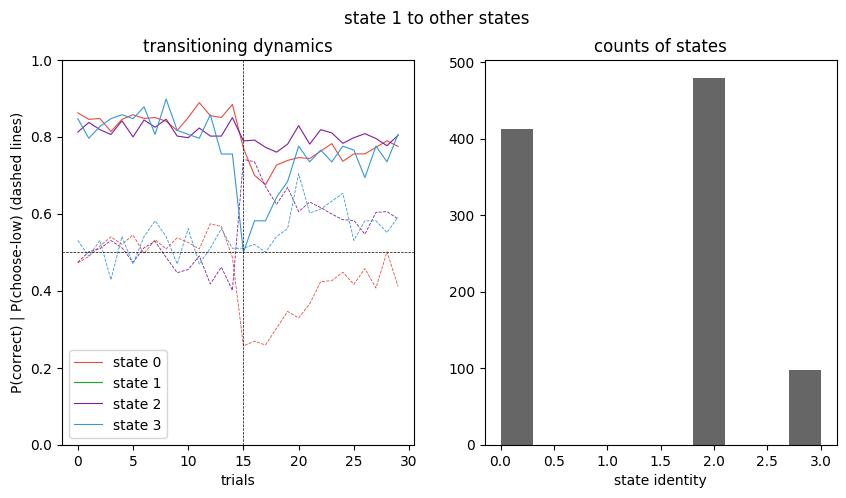 state 1 to other states
transitioning dynamics
counts of states
P(correct) | P(choose-low) (dashed lines)
1.0
0.8
0.6
0.4
0.2
0.0
state 0
state 1
state 2
state 3
0 5 10 15 20 25 30
trials
500
400
300
200
100
0
0.0 0.5 1.0 1.5 2.0 2.5 3.0
state identity